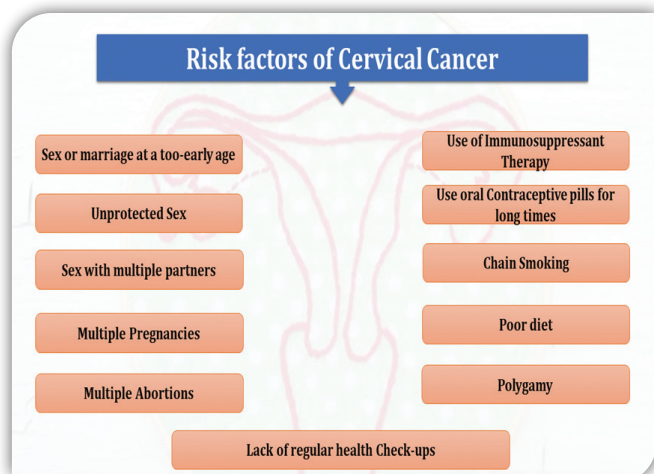 Risk factors of Cervical Cancer
Sex or marriage at a too-early age
Unprotected Sex
Sex with multiple partners
Multiple Pregnancies
Multiple Abortions
Use of Immunosuppressant
Therapy
Use oral Contraceptive pills for
long times
Chain Smoking
Poor diet
Polygamy
Lack of regular health Check-ups